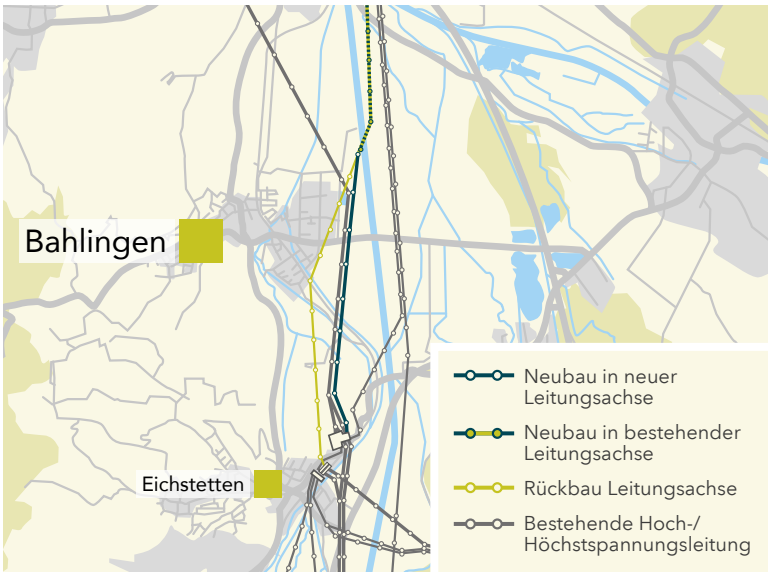 Bahlingen
Eichstetten
Neubau in neuer
Leitungsachse
Neubau in bestehender
Leitungsachse
Rückbau Leitungsachse
Bestehende Hoch-/
Höchstspannungsleitung